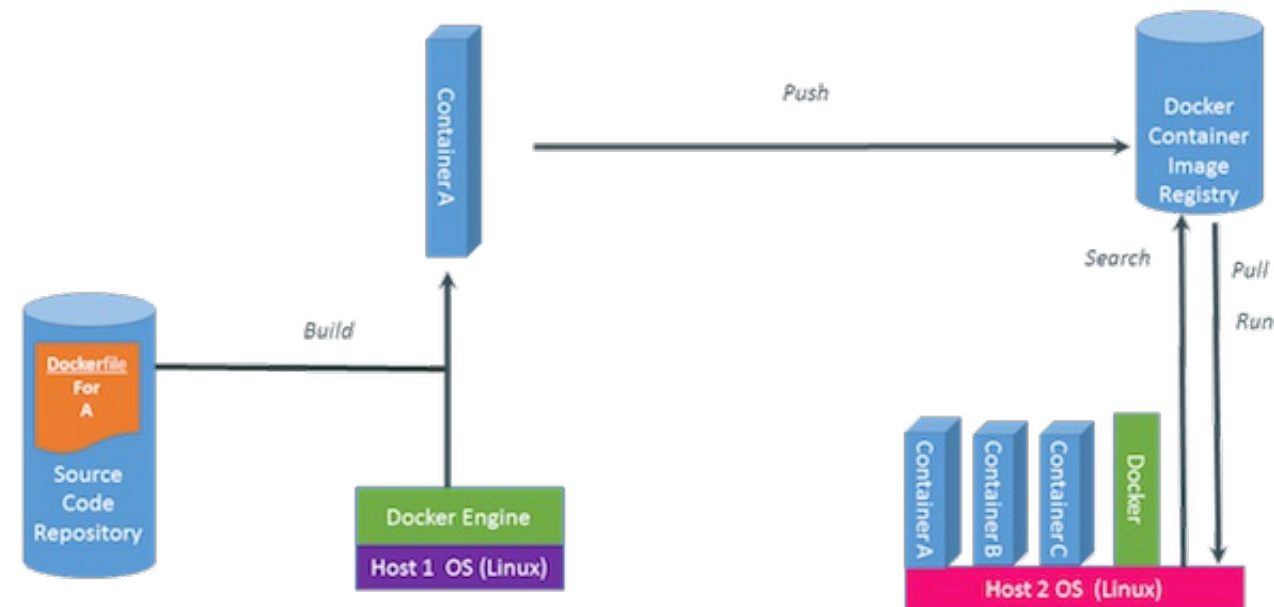 Container A
Push
Docker
Container
Image
Registry
Search
Pull
Run
Build
Dockerfile
For
A
Source
Code
Repository
Docker Engine
Host 1 OS (Linux)
Container A
Container B
Container C
Docker
Host 2 OS (Linux)